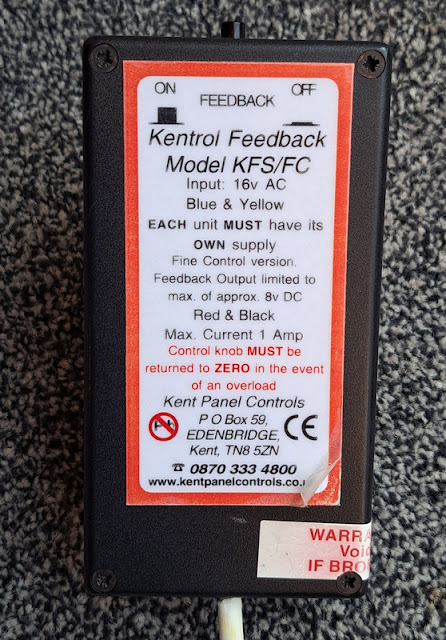 ON FEEDBACK OFF
Kentrol Feedback
Model KFS/FC
Input: 16v AC
Blue & Yellow
EACH unit MUST have its
OWN supply
Fine Control version.
Feedback Output limited to
max. of approx. 8v DC
Red & Black
Max. Current 1 Amp
Control knob MUST be
returned to ZERO in the event
of an overload
Kent Panel Controls
P O Box 59,
EDENBRIDGE,
Kent, TN8 5ZN
CE
☎ 0870 333 4800
www.kentpanelcontrols.co.
WARRA
Voi
IF BRO